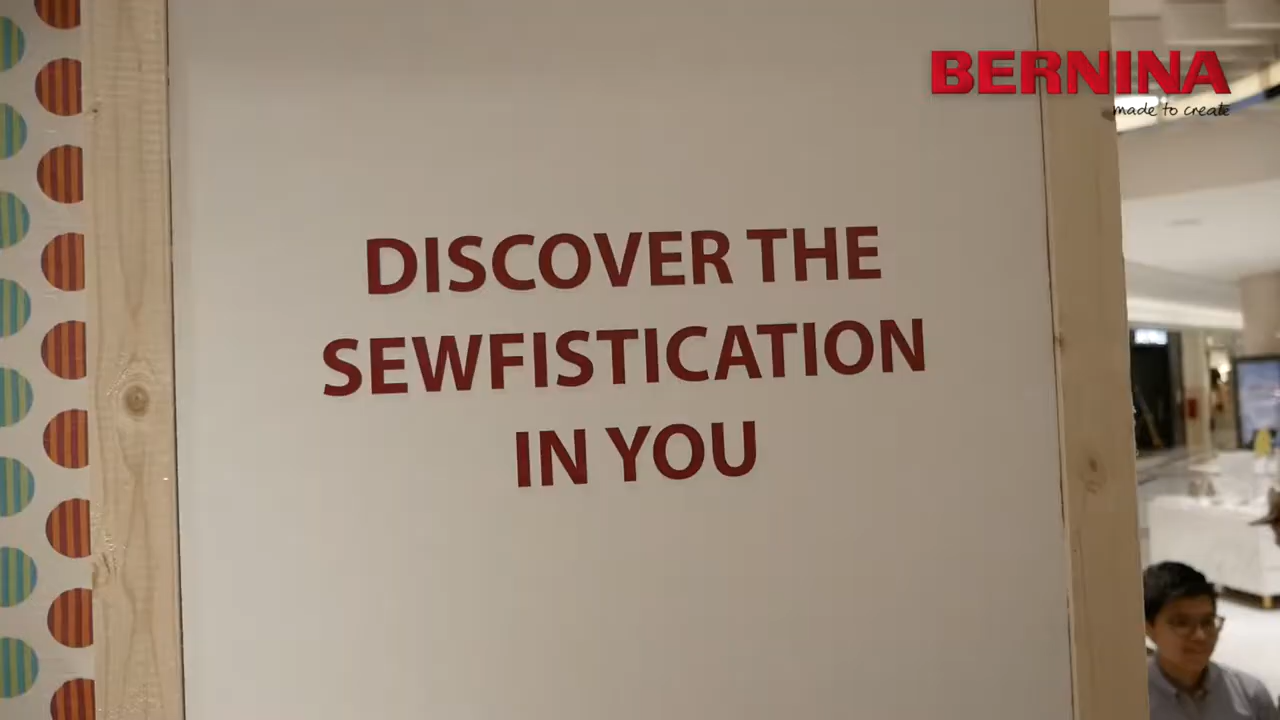 BERNINA
made to create
DISCOVER THE
SEWFISTICATION
IN YOU